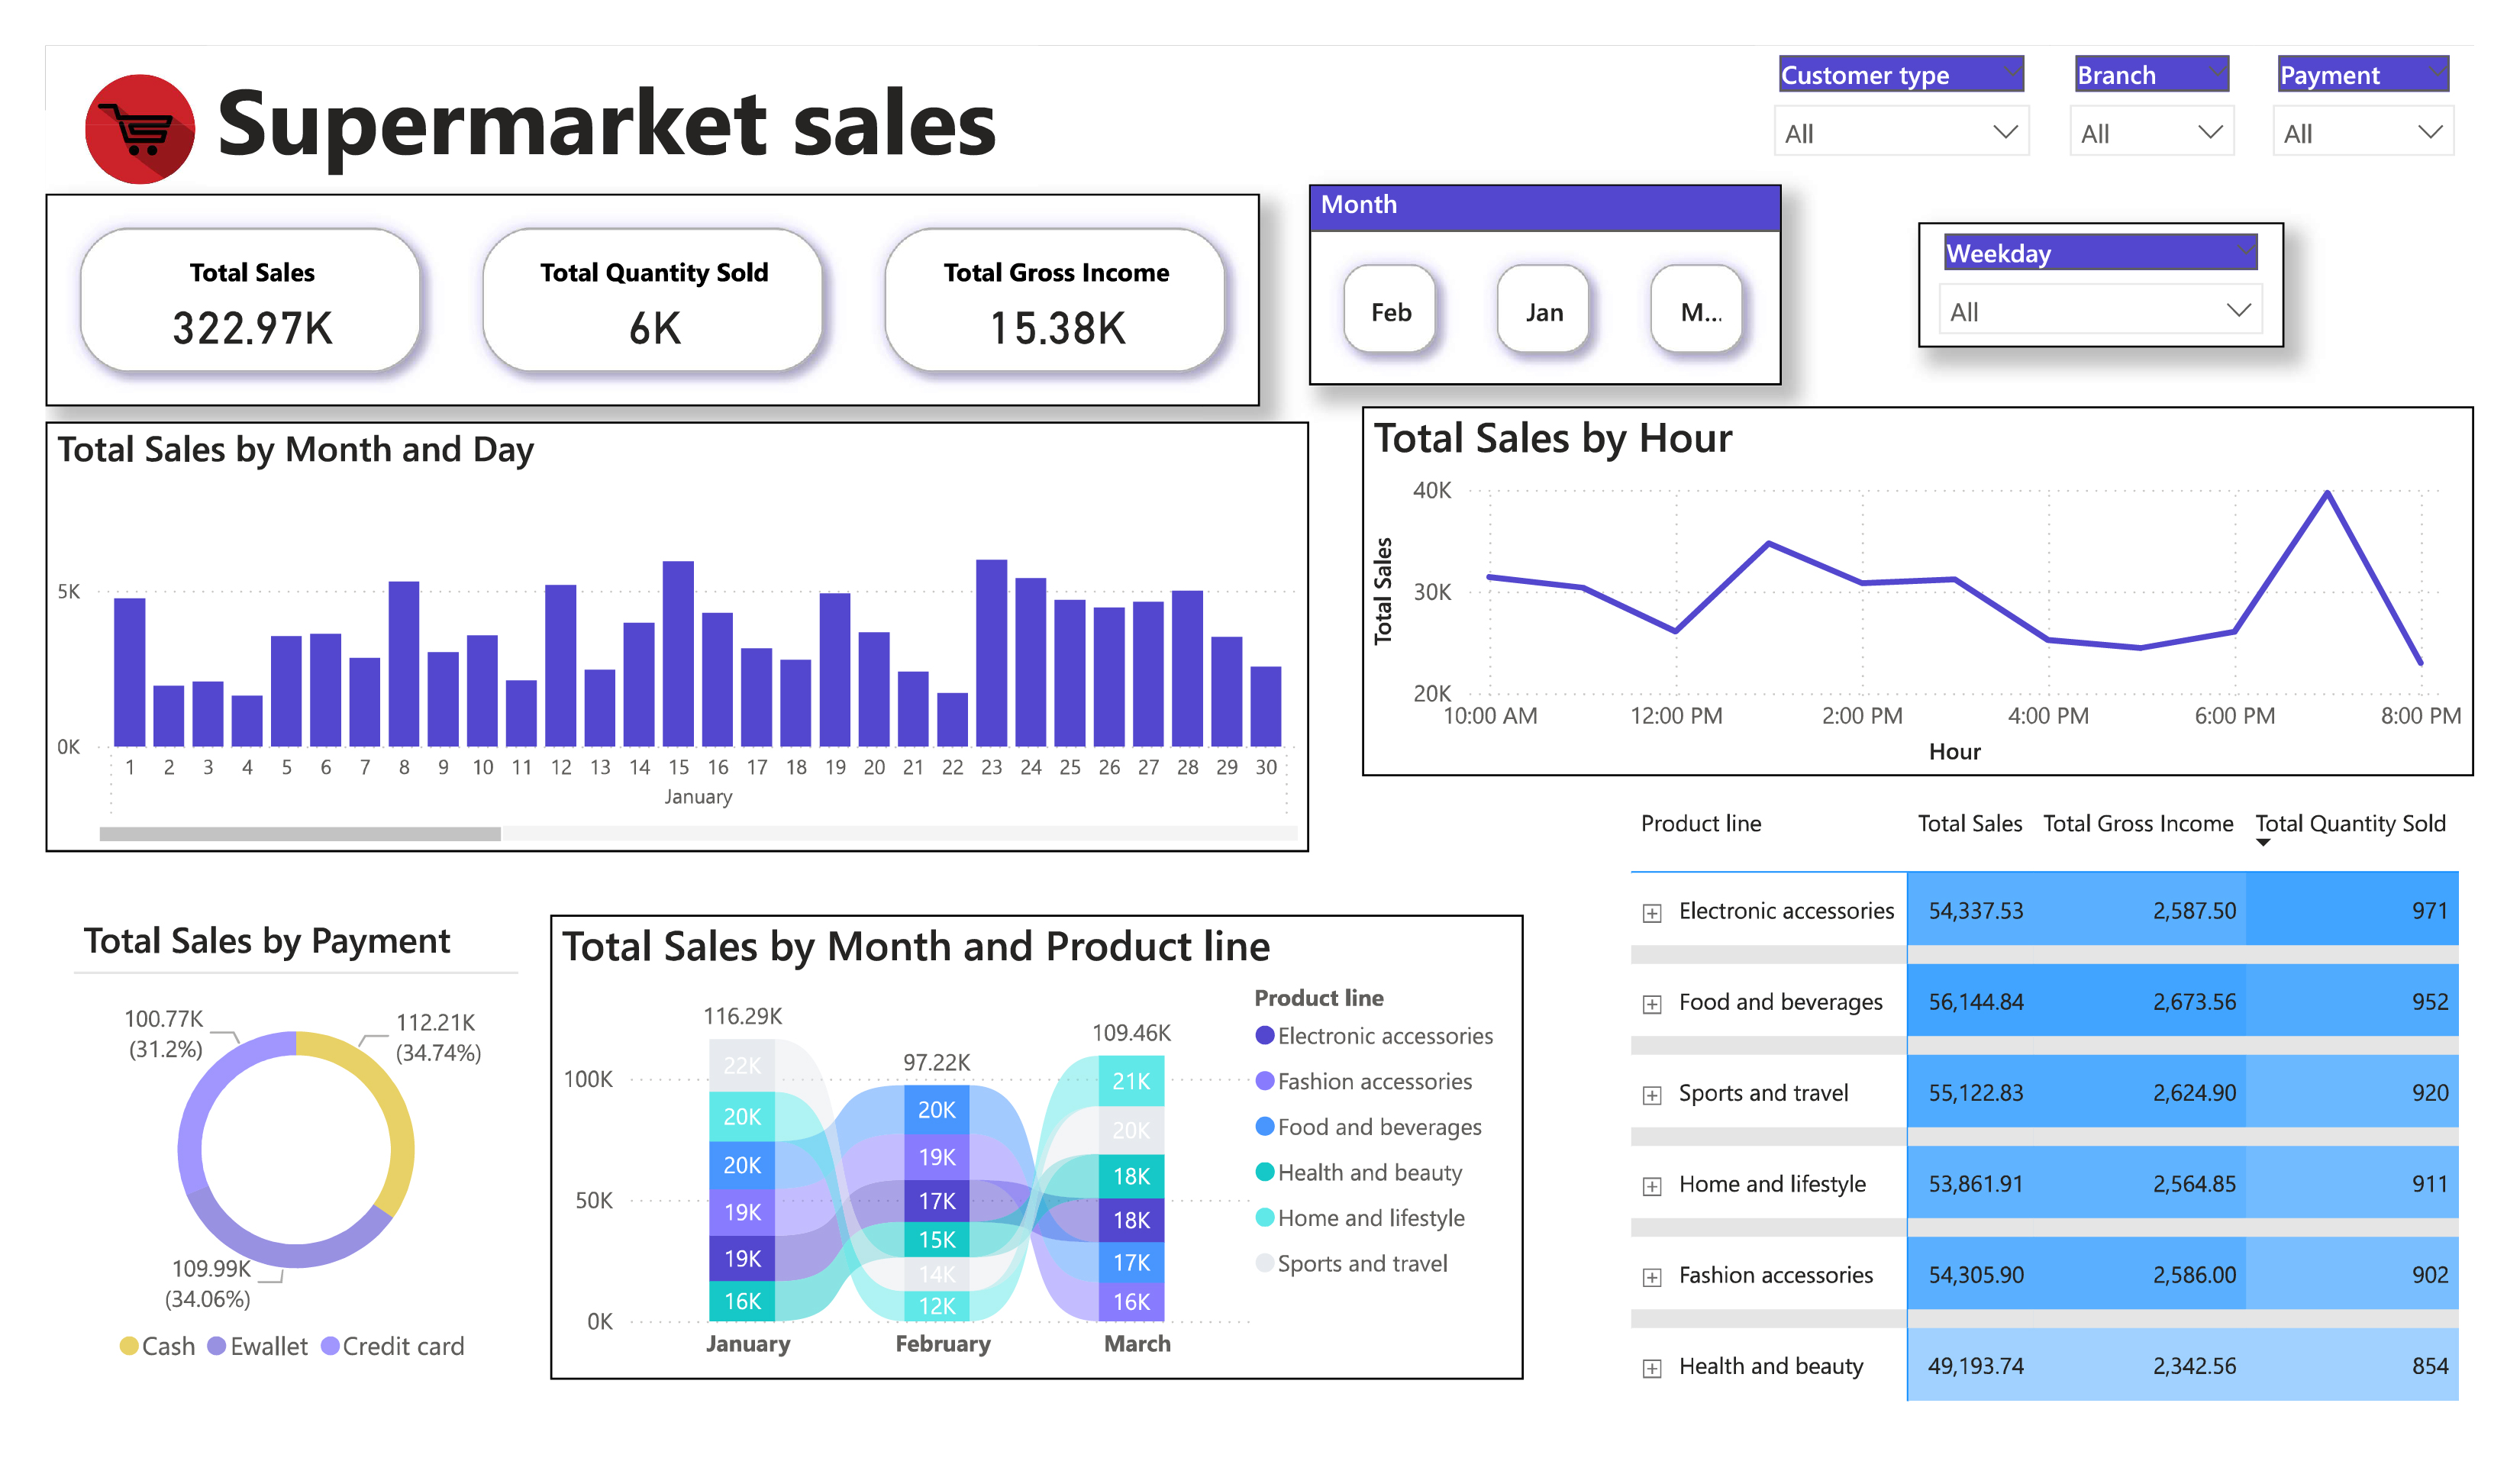 Supermarket sales
Customer type
All
Branch
All
Payment
All
Total Sales
322.97K
Total Quantity Sold
6K
Total Gross Income
15.38K
Month
Feb
Jan
M...
Weekday
All
Total Sales by Month and Day
5K
0K
1 2 3 4 5 6 7 8 9 10 11 12 13 14 15 16 17 18 19 20 21 22 23 24 25 26 27 28 29 30
January
Total Sales by Hour
Total Sales
40K
30K
20K
10:00 AM 12:00 PM 2:00 PM 4:00 PM 6:00 PM 8:00 PM
Hour
Total Sales by Payment
100.77K
(31.2%)
112.21K
(34.74%)
109.99K
(34.06%)
Cash Ewallet Credit card
Total Sales by Month and Product line
100K
50K
0K
116.29K
22K
20K
20K
19K
19K
16K
January
97.22K
20K
19K
17K
15K
14K
12K
February
109.46K
21K
20K
18K
18K
17K
16K
March
Product line
Electronic accessories
Fashion accessories
Food and beverages
Health and beauty
Home and lifestyle
Sports and travel
Product line Total Sales Total Gross Income Total Quantity Sold
Electronic accessories 54,337.53 2,587.50 971
Food and beverages 56,144.84 2,673.56 952
Sports and travel 55,122.83 2,624.90 920
Home and lifestyle 53,861.91 2,564.85 911
Fashion accessories 54,305.90 2,586.00 902
Health and beauty 49,193.74 2,342.56 854